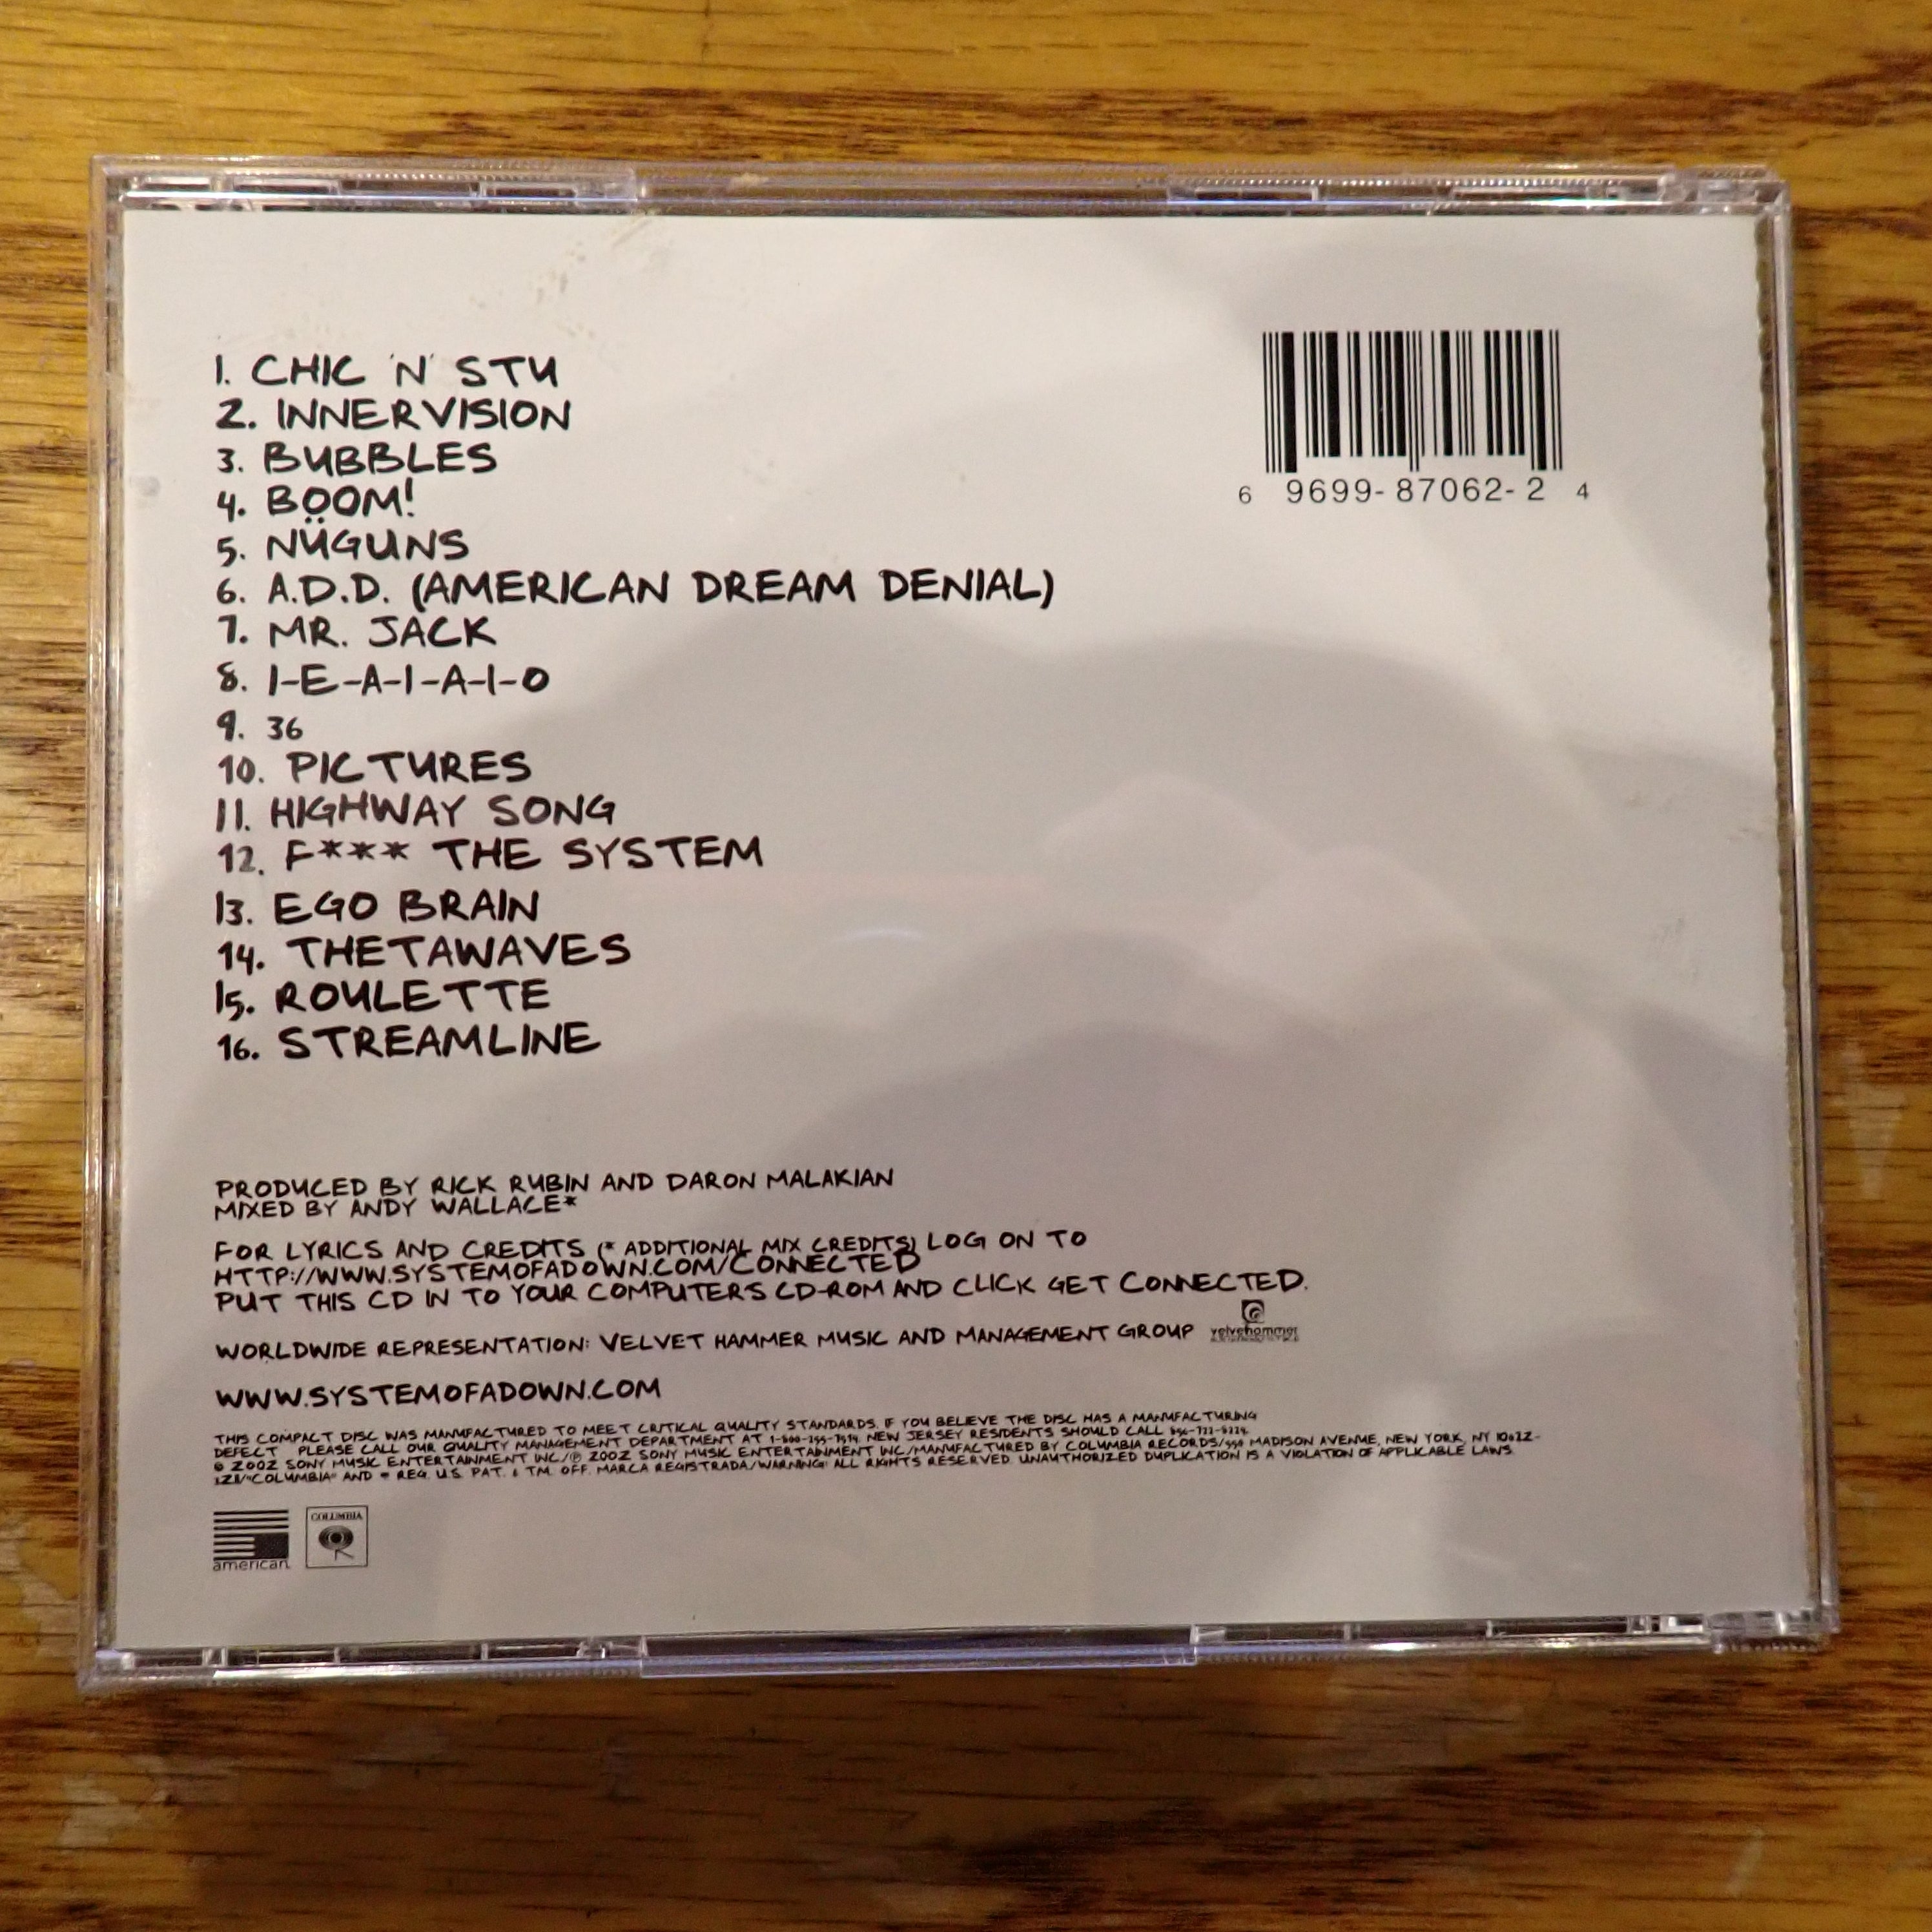 1. CHIC 'N' STU
2. INNERVISION
3. BUBBLES
4. BOOM!
5. NÜGUNS
6. A.D.D. (AMERICAN DREAM DENIAL)
7. MR. JACK
8. I-E-A-I-A-I-O
9. 36
10. PICTURES
11. HIGHWAY SONG
12. F*** THE SYSTEM
13. EGO BRAIN
14. THETAWAVES
15. ROULETTE
16. STREAMLINE
6 9699-87062-2 4
PRODUCED BY RICK RUBIN AND DARON MALAKIAN
MIXED BY ANDY WALLACE*
FOR LYRICS AND CREDITS (* ADDITIONAL MIX CREDITS) LOG ON TO
HTTP://WWW.SYSTEMOFADOWN.COM/CONNECTED
PUT THIS CD IN TO YOUR COMPUTERS CD-ROM AND CLICK GET CONNECTED.
WORLDWIDE REPRESENTATION: VELVET HAMMER MUSIC AND MANAGEMENT GROUP
velvethammer
WWW.SYSTEMOFADOWN.COM
THIS COMPACT DISC WAS MANUFACTURED TO MEET CRITICAL QUALITY STANDARDS. IF YOU BELIEVE THE DISC HAS A MANUFACTURING
DEFECT PLEASE CALL OUR QUALITY MANAGEMENT DEPARTMENT AT NEW JERSEY RESIDENTS SHOULD CALL
© 2002 SONY MUSIC ENTERTAINMENT INC./℗ 2002 SONY MUSIC ENTERTAINMENT INC/MANUFACTURED BY COLUMBIA RECORDS/550 MADISON AVENUE, NEW YORK, NY 10022-
"COLUMBIA" AND REG. U.S. PAT. & TM. OFF. MARCA REGISTRADA/WARNING: ALL RIGHTS RESERVED. UNAUTHORIZED DUPLICATION IS A VIOLATION OF APPLICABLE LAWS
american
COLUMBIA